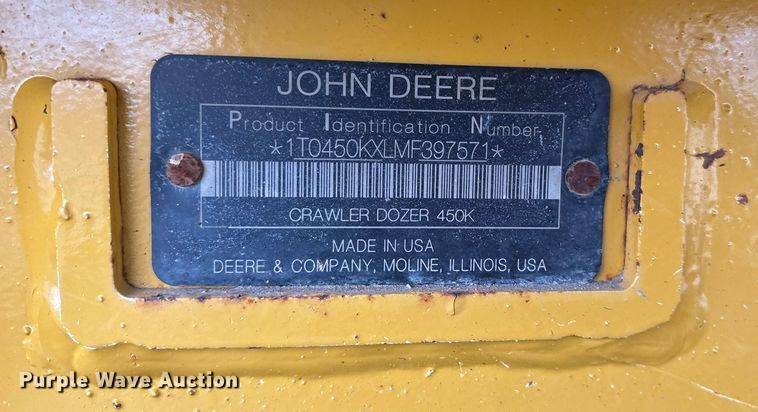 JOHN DEERE
Product Identification Number
*1T0450KXLMF397571*
CRAWLER DOZER 450K
MADE IN USA
DEERE & COMPANY, MOLINE, ILLINOIS, USA
Purple Wave Auction